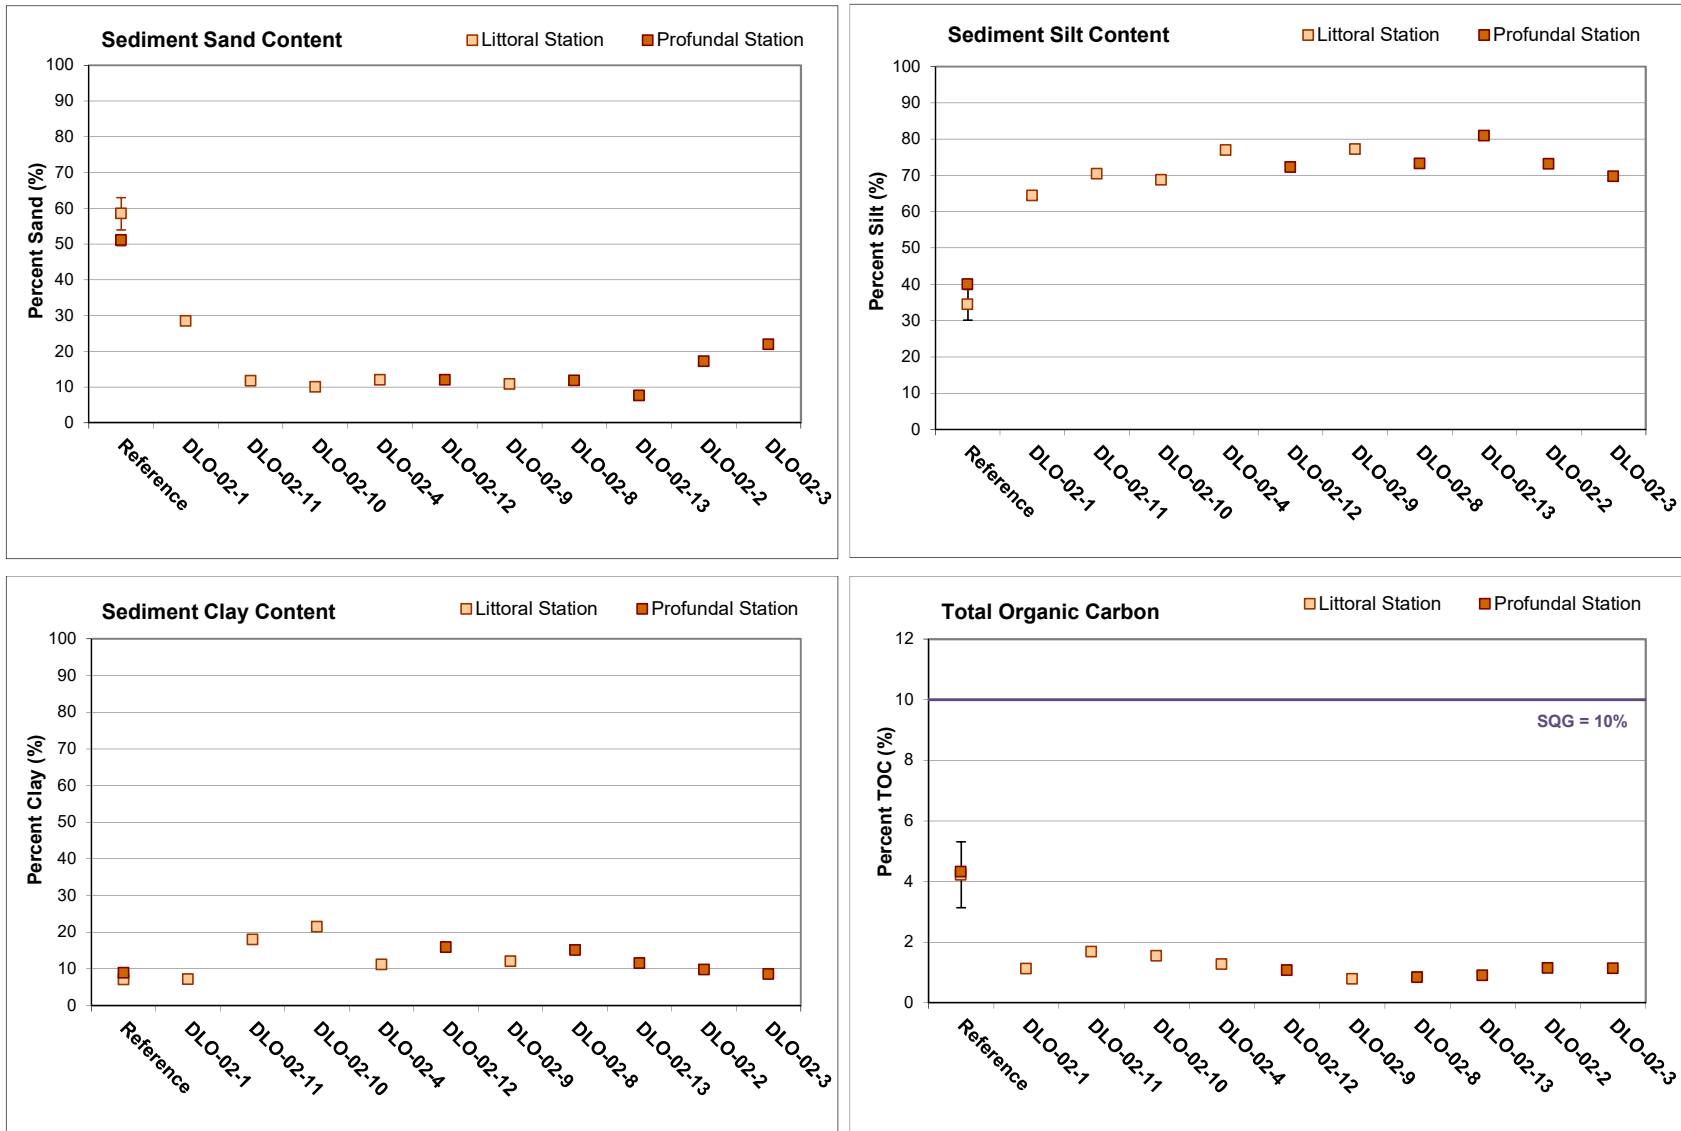 Sediment Sand Content
Littoral Station
Profundal Station
Percent Sand (%)
100
90
80
70
60
50
40
30
20
10
0
Reference
DLO-02-1
DLO-02-11
DLO-02-10
DLO-02-4
DLO-02-12
DLO-02-9
DLO-02-8
DLO-02-13
DLO-02-2
DLO-02-3
Sediment Silt Content
Littoral Station
Profundal Station
Percent Silt (%)
100
90
80
70
60
50
40
30
20
10
0
Reference
DLO-02-1
DLO-02-11
DLO-02-10
DLO-02-4
DLO-02-12
DLO-02-9
DLO-02-8
DLO-02-13
DLO-02-2
DLO-02-3
Sediment Clay Content
Littoral Station
Profundal Station
Percent Clay (%)
100
90
80
70
60
50
40
30
20
10
0
Reference
DLO-02-1
DLO-02-11
DLO-02-10
DLO-02-4
DLO-02-12
DLO-02-9
DLO-02-8
DLO-02-13
DLO-02-2
DLO-02-3
Total Organic Carbon
Littoral Station
Profundal Station
Percent TOC (%)
12
10
8
6
4
2
0
SQG = 10%
Reference
DLO-02-1
DLO-02-11
DLO-02-10
DLO-02-4
DLO-02-12
DLO-02-9
DLO-02-8
DLO-02-13
DLO-02-2
DLO-02-3